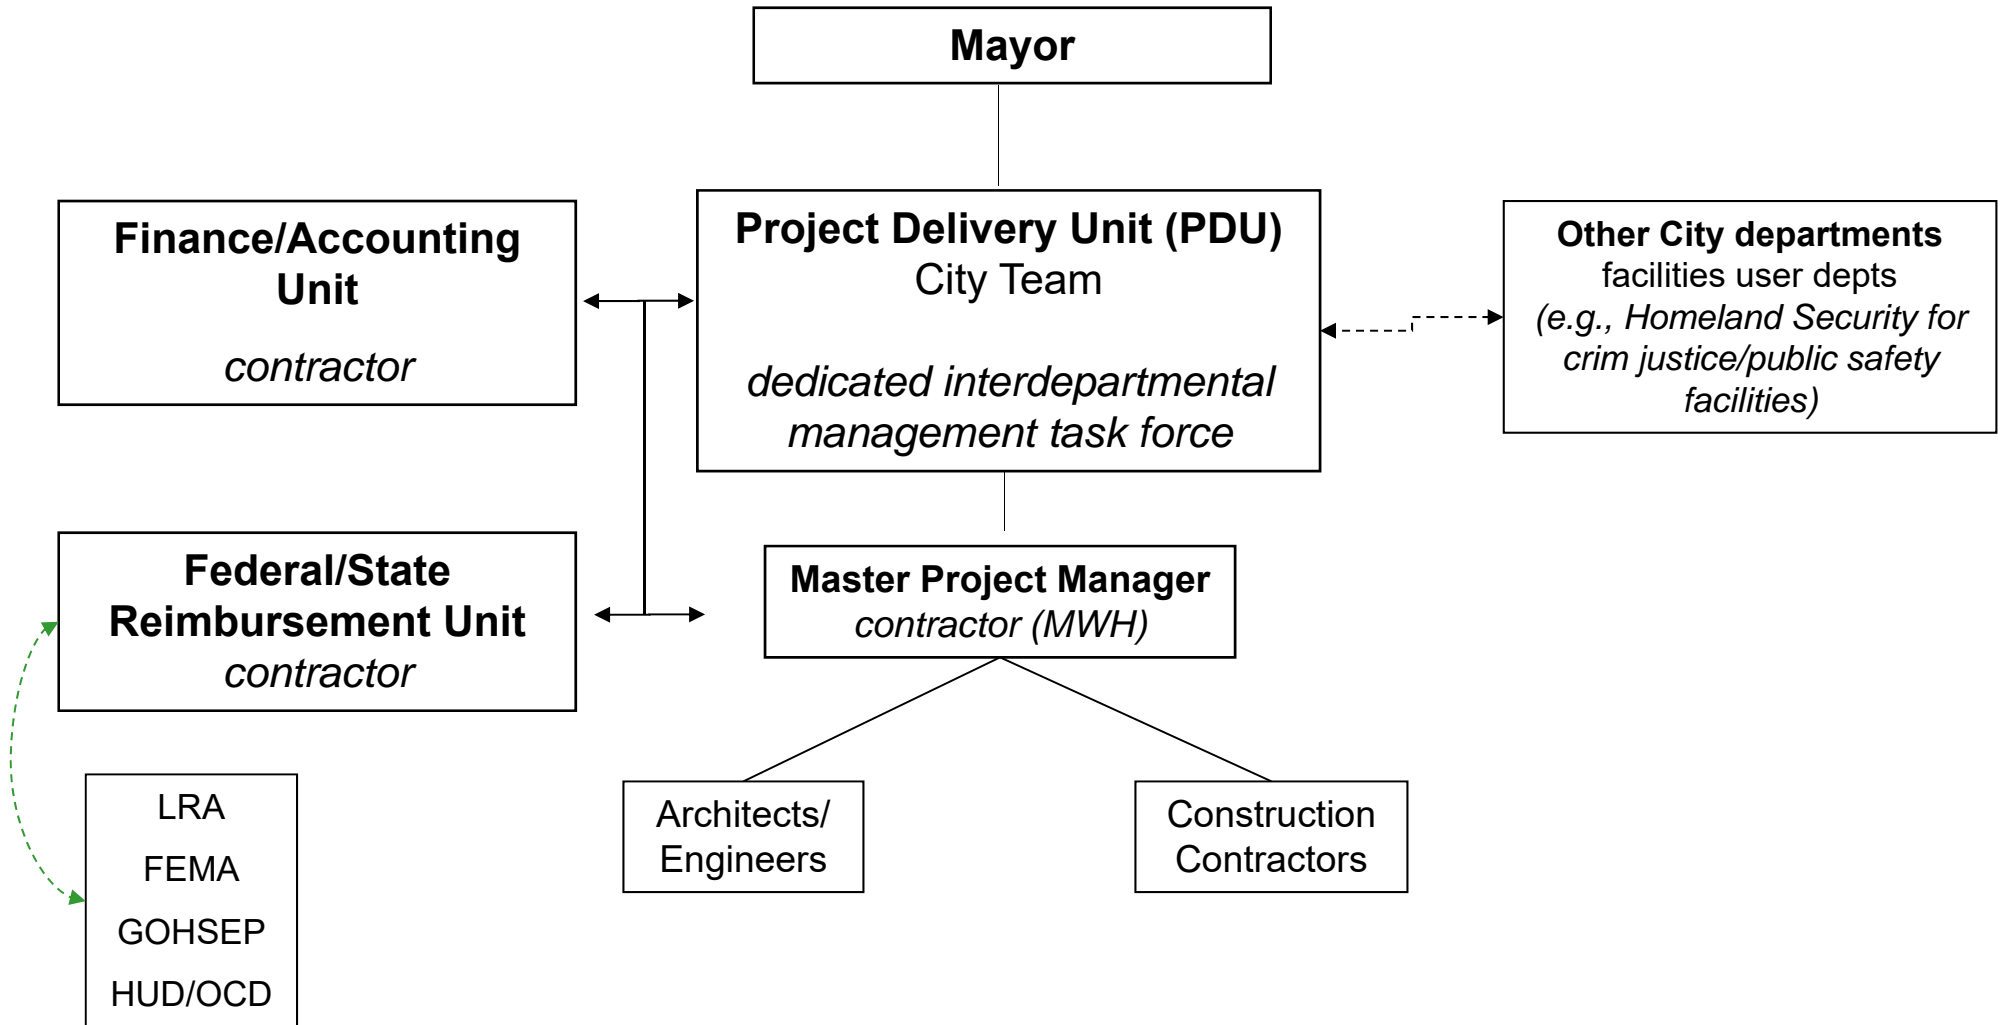 Mayor
Finance/Accounting
Unit
contractor
Project Delivery Unit (PDU)
City Team
dedicated interdepartmental
management task force
Other City departments
facilities user depts
(e.g., Homeland Security for
crim justice/public safety
facilities)
Federal/State
Reimbursement Unit
contractor
Master Project Manager
contractor (MWH)
LRA
FEMA
GOHSEP
HUD/OCD
Architects/
Engineers
Construction
Contractors